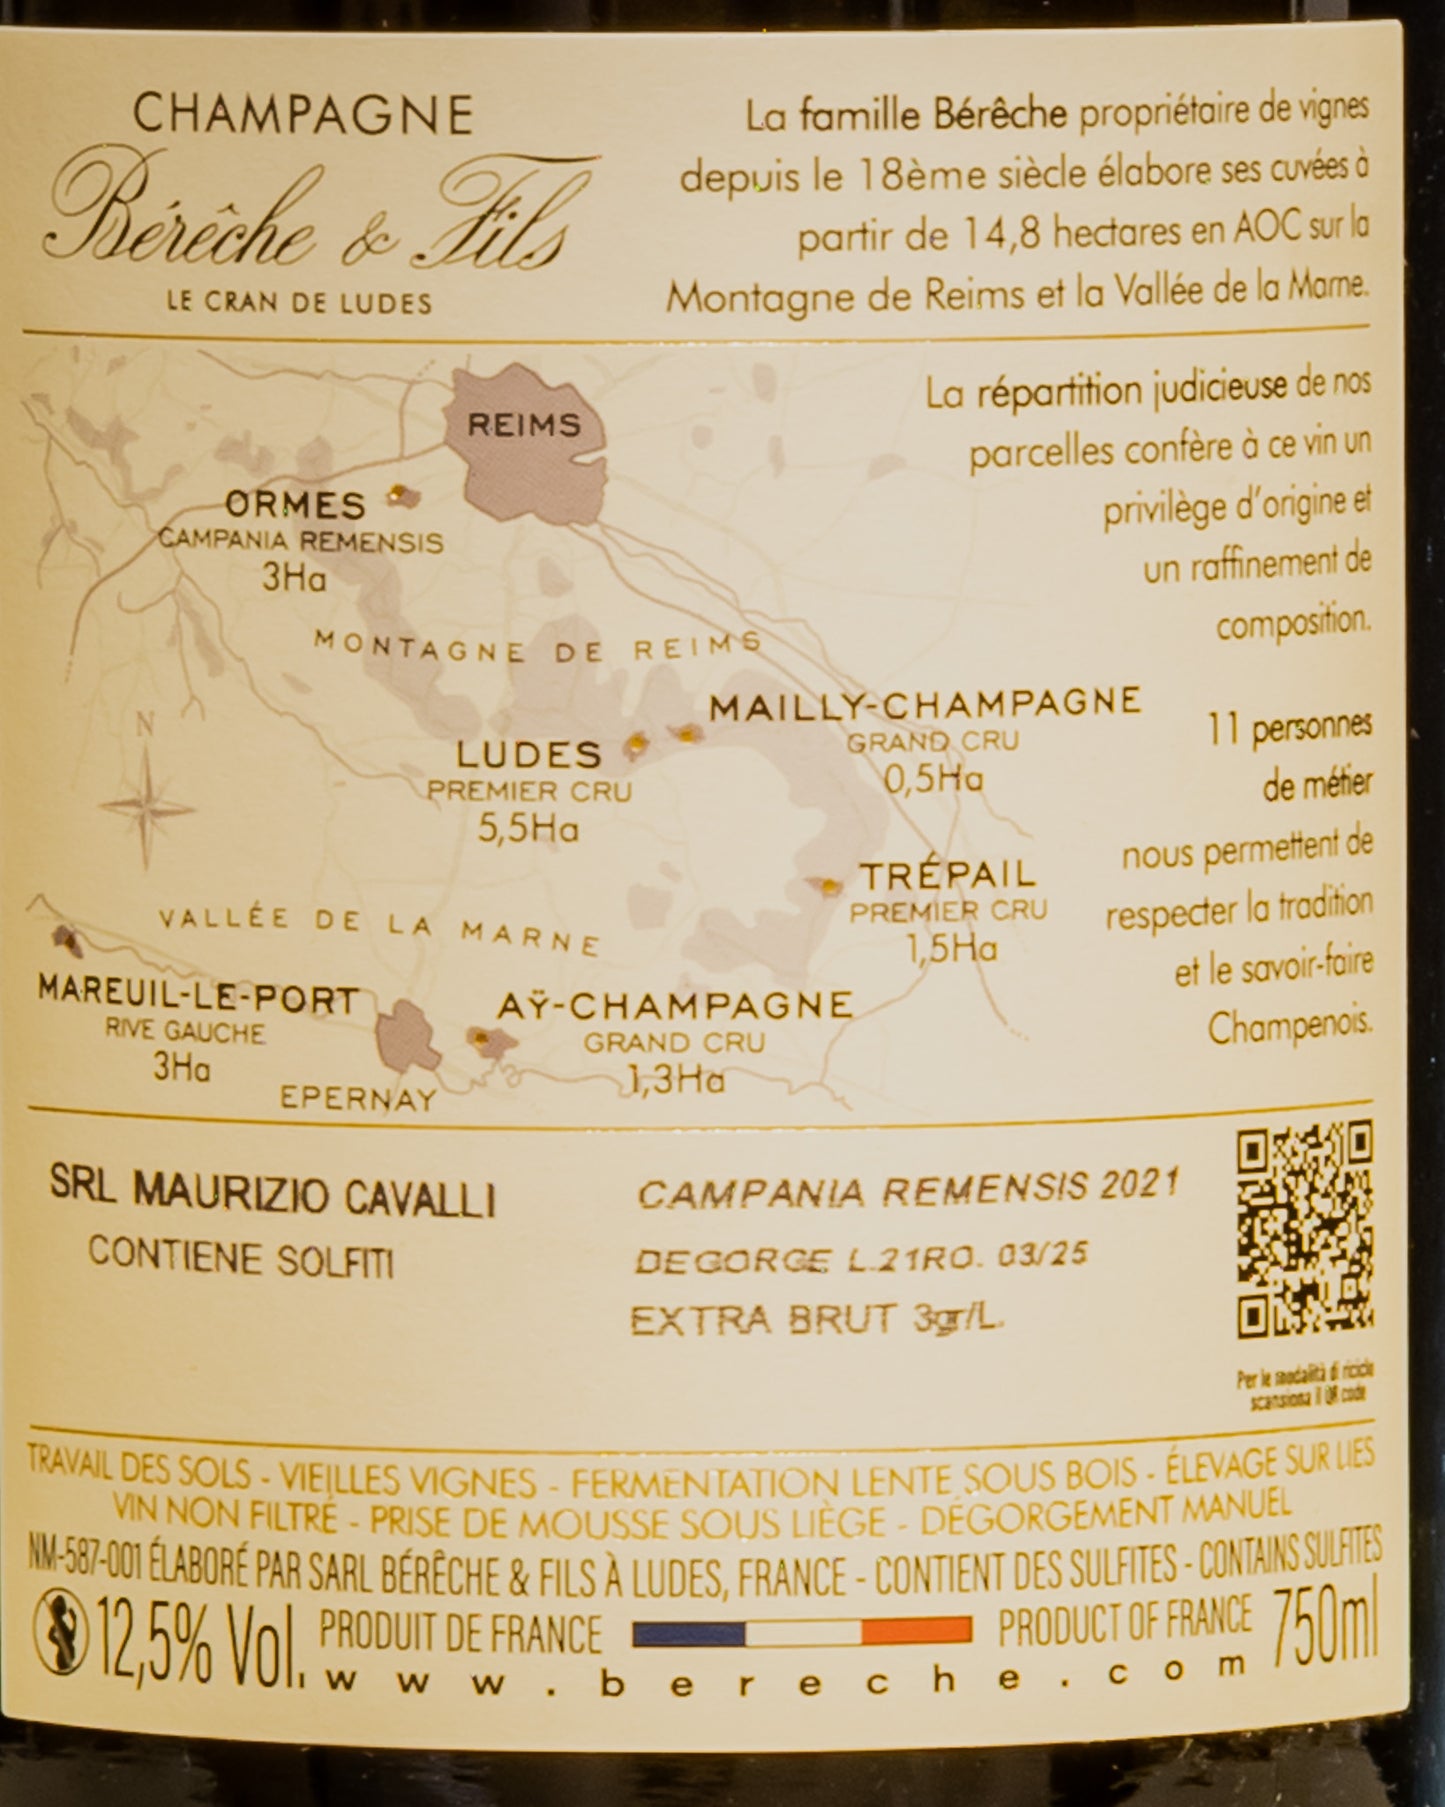 CHAMPAGNE
Bérêche & Fils
LE CRAN DE LUDES
La famille Bérêche propriétaire de vignes
depuis le 18ème siècle élabore ses cuvées à
partir de 14,8 hectares en AOC sur la
Montagne de Reims et la Vallée de la Marne.
La répartition judicieuse de nos
parcelles confère à ce vin un
privilège d'origine et
un raffinement de
composition.
11 personnes
de métier
nous permettent de
respecter la tradition
et le savoir-faire
Champenois.
REIMS
ORMES
CAMPANIA REMENSIS
3Ha
MONTAGNE DE REIMS
MAILLY-CHAMPAGNE
GRAND CRU
0,5Ha
N
LUDES
PREMIER CRU
5,5Ha
TRÉPAIL
PREMIER CRU
1,5Ha
VALLÉE DE LA MARNE
MAREUIL-LE-PORT
RIVE GAUCHE
3Ha
AŸ-CHAMPAGNE
GRAND CRU
1,3Ha
EPERNAY
SRL MAURIZIO CAVALLI
CONTIENE SOLFITI
CAMPANIA REMENSIS 2021
DEGORGE L.21RO. 03/25
EXTRA BRUT 3gr/L.
Per le modalità di riciclo
scansiona il QR code
TRAVAIL DES SOLS - VIEILLES VIGNES - FERMENTATION LENTE SOUS BOIS - ÉLEVAGE SUR LIES
VIN NON FILTRÉ - PRISE DE MOUSSE SOUS LIÈGE - DÉGORGEMENT MANUEL
NM-587-001 ÉLABORÉ PAR SARL BÉRÊCHE & FILS À LUDES, FRANCE - CONTIENT DES SULFITES - CONTAINS SULFITES
12,5% Vol. PRODUIT DE FRANCE PRODUCT OF FRANCE 750ml
www.bereche.com